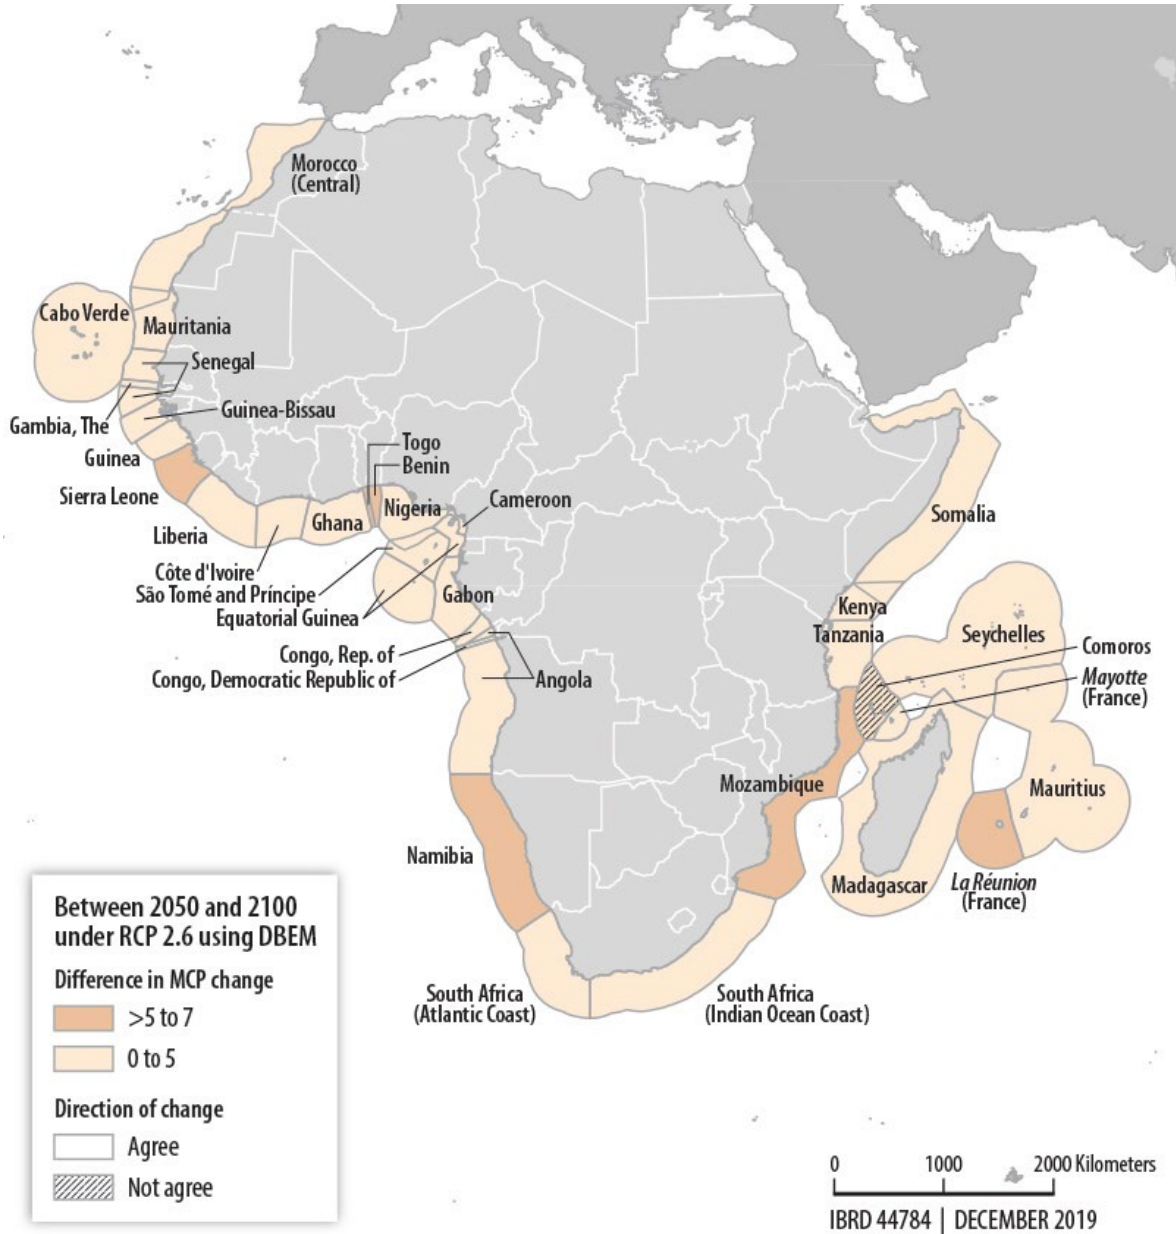 Morocco
(Central)
Cabo Verde
Mauritania
Senegal
Guinea-Bissau
Gambia, The
Guinea
Togo
Benin
Sierra Leone
Nigeria
Cameroon
Ghana
Somalia
Liberia
Côte d'Ivoire
São Tomé and Príncipe
Gabon
Kenya
Equatorial Guinea
Tanzania
Seychelles
Comoros
Congo, Rep. of
Mayotte
(France)
Congo, Democratic Republic of
Angola
Mozambique
Mauritius
Namibia
Madagascar
La Réunion
(France)
Between 2050 and 2100
under RCP 2.6 using DBEM
Difference in MCP change
>5 to 7
0 to 5
Direction of change
Agree
Not agree
South Africa
(Atlantic Coast)
South Africa
(Indian Ocean Coast)
0 1000 2000 Kilometers
IBRD 44784 | DECEMBER 2019